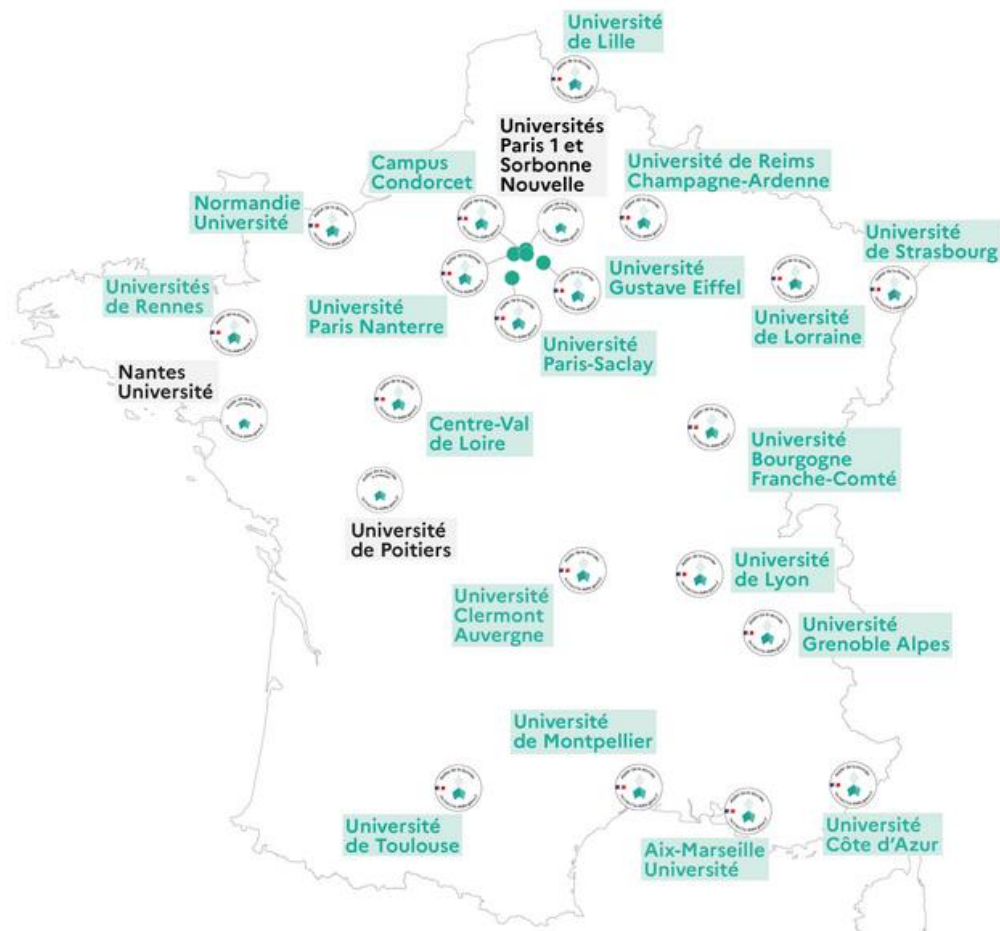 Université
de Lille
Universités
Paris 1 et
Sorbonne
Nouvelle
Campus
Condorcet
Université de Reims
Champagne-Ardenne
Normandie
Université
Université
de Strasbourg
Universités
de Rennes
Université
Paris Nanterre
Université
Gustave Eiffel
Université
de Lorraine
Université
Paris-Saclay
Nantes
Université
Centre-Val
de Loire
Université
Bourgogne
Franche-Comté
Université
de Poitiers
Université
Clermont
Auvergne
Université
de Lyon
Université
Grenoble Alpes
Université
de Montpellier
Université
de Toulouse
Aix-Marseille
Université
Université
Côte d'Azur